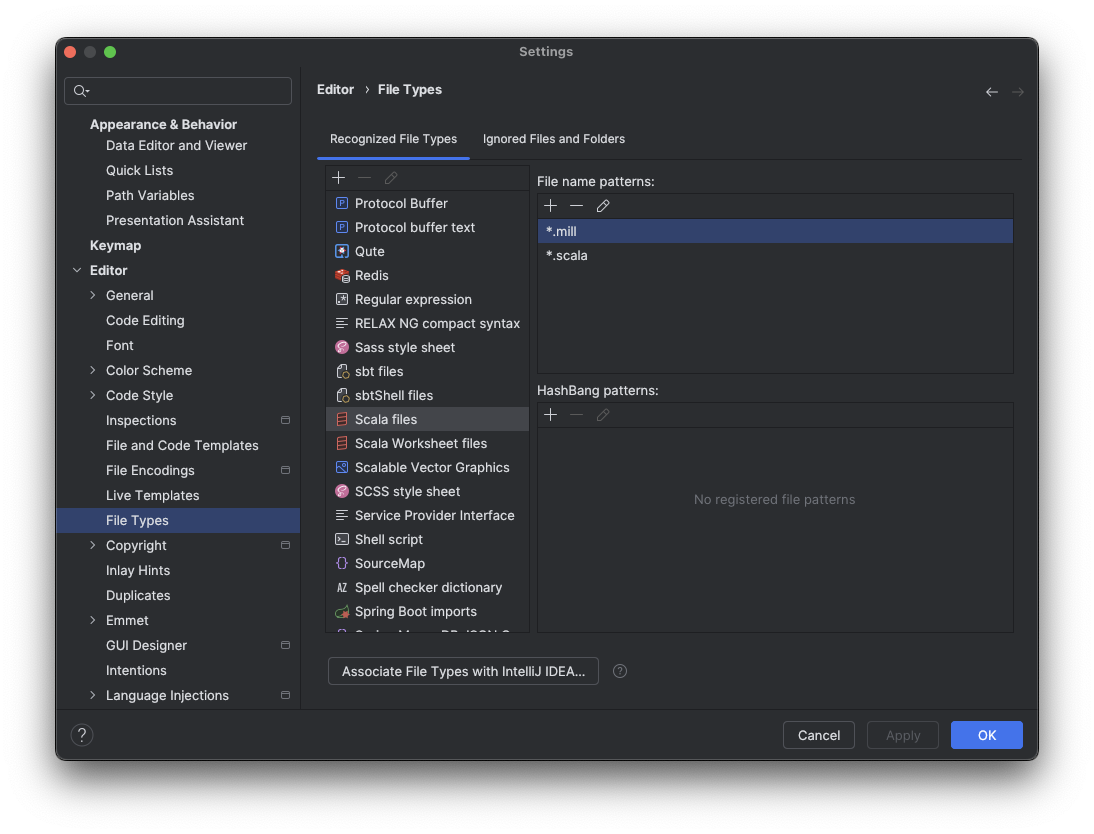 Settings
Appearance & Behavior
Data Editor and Viewer
Quick Lists
Path Variables
Presentation Assistant
Keymap
Editor
General
Code Editing
Font
Color Scheme
Code Style
Inspections
File and Code Templates
File Encodings
Live Templates
File Types
Copyright
Inlay Hints
Duplicates
Emmet
GUI Designer
Intentions
Language Injections
Editor › File Types
Recognized File Types
Ignored Files and Folders
Protocol Buffer
Protocol buffer text
Qute
Redis
Regular expression
RELAX NG compact syntax
Sass style sheet
sbt files
sbtShell files
Scala files
Scala Worksheet files
Scalable Vector Graphics
SCSS style sheet
Service Provider Interface
Shell script
SourceMap
AZ Spell checker dictionary
Spring Boot imports
File name patterns:
*.mill
*.scala
HashBang patterns:
No registered file patterns
Associate File Types with IntelliJ IDEA...
?
?
Cancel
Apply
OK